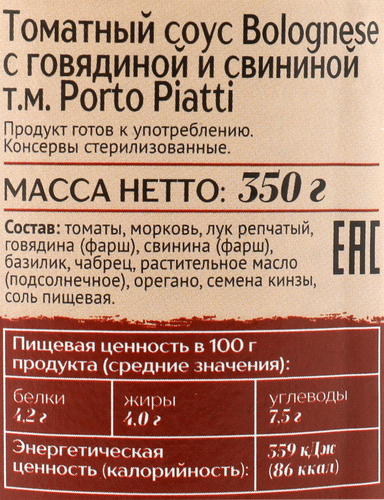 Томатный соус Bolognese
с говядиной и свининой
т.м. Porto Piatti
Продукт готов к употреблению.
Консервы стерилизованные.
МАССА НЕТТО: 350 г
Состав: томаты, морковь, лук репчатый,
говядина (фарш), свинина (фарш),
базилик, чабрец, растительное масло
(подсолнечное), орегано, семена кинзы,
соль пищевая.
EAC
Пищевая ценность в 100 г
продукта (средние значения):
белки жиры углеводы
4,2 г 4,0 г 7,5 г
Энергетическая
ценность (калорийность):
359 кДж
(86 ккал)